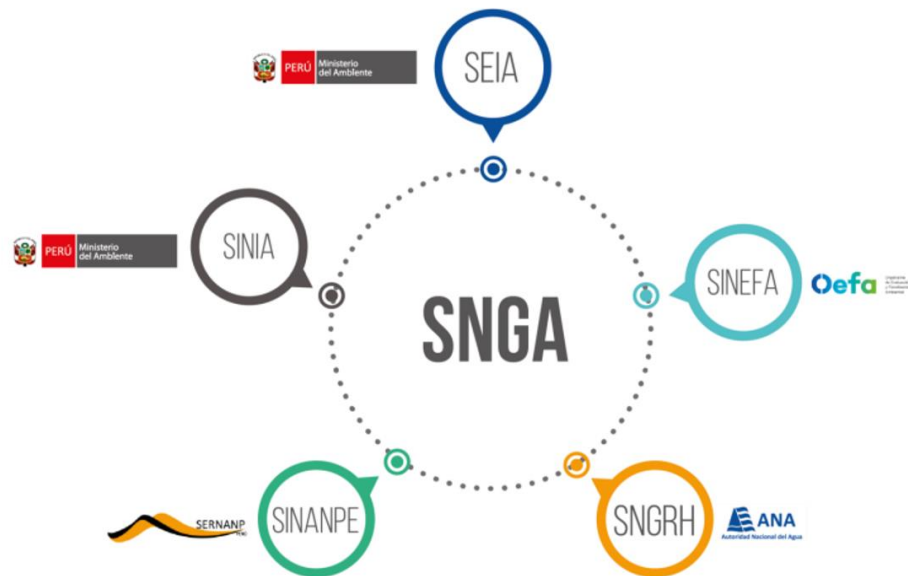 PERÚ
Ministerio
del Ambiente
SEIA
PERÚ
Ministerio
del Ambiente
SINIA
SINEFA
Oefa
SNGA
SERNANP
PERÚ
SINANPE
SNGRH
ANA
Autoridad Nacional del Agua